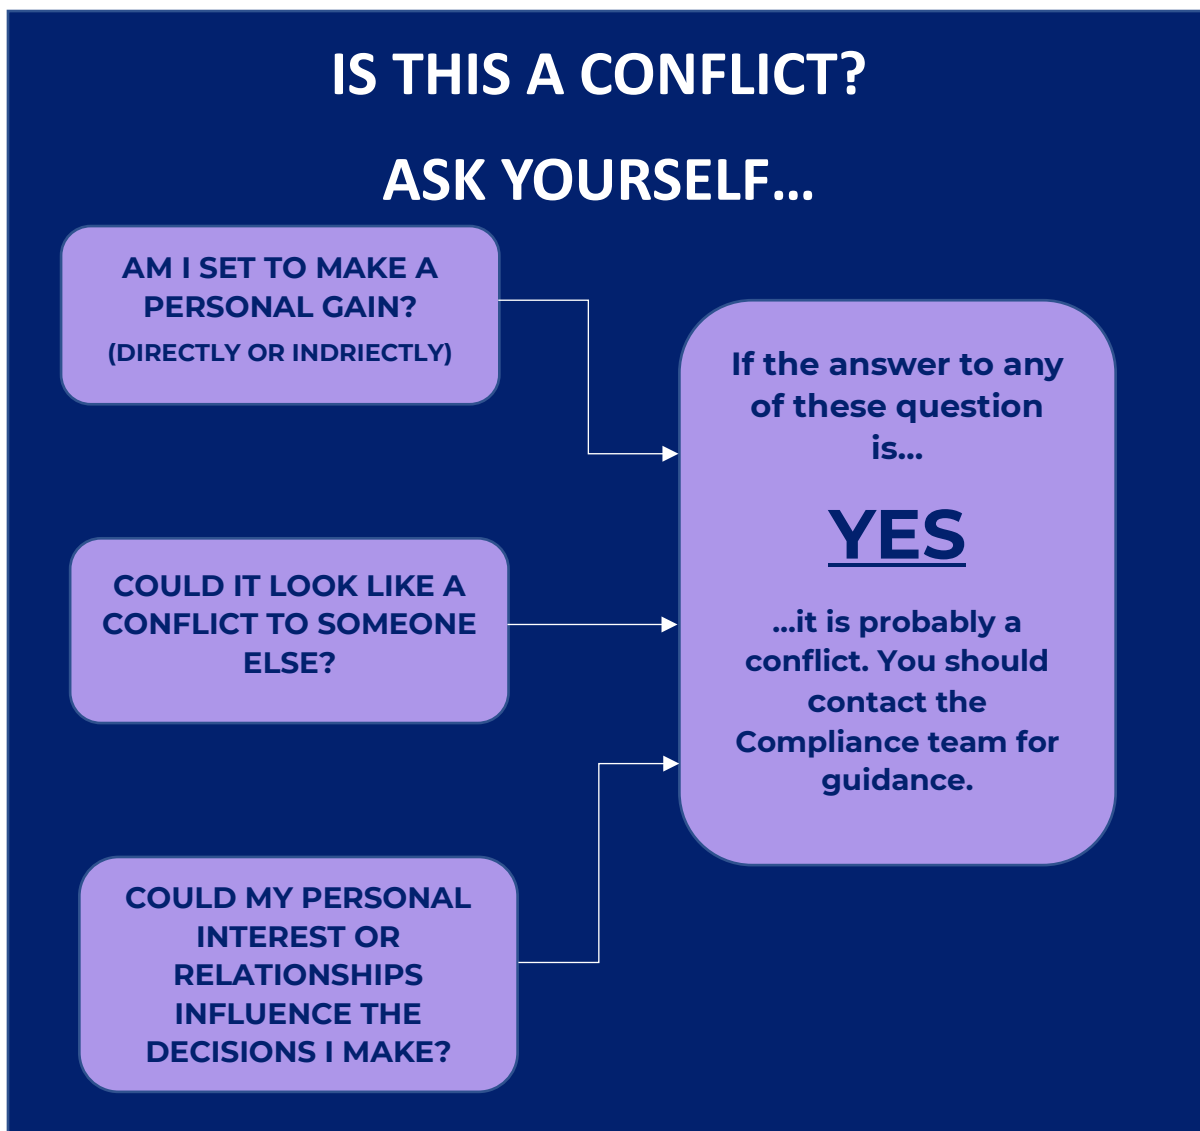 IS THIS A CONFLICT?
ASK YOURSELF...
AM I SET TO MAKE A
PERSONAL GAIN?
(DIRECTLY OR INDRIECTLY)
COULD IT LOOK LIKE A
CONFLICT TO SOMEONE
ELSE?
COULD MY PERSONAL
INTEREST OR
RELATIONSHIPS
INFLUENCE THE
DECISIONS I MAKE?
If the answer to any
of these question
is...
YES
...it is probably a
conflict. You should
contact the
Compliance team for
guidance.